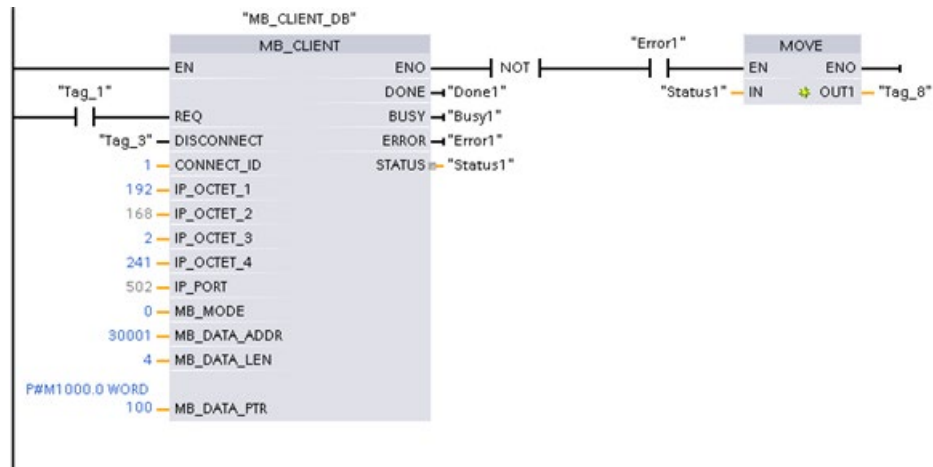 "MB_CLIENT_DB"
MB_CLIENT
"Error1"
MOVE
EN ENO NOT EN ENO
"Tag_1" DONE "Done1" "Status1" IN OUT1 "Tag_8"
REQ BUSY "Busy1"
"Tag_3" DISCONNECT ERROR "Error1"
1 CONNECT_ID STATUS "Status1"
192 IP_OCTET_1
168 IP_OCTET_2
2 IP_OCTET_3
241 IP_OCTET_4
502 IP_PORT
0 MB_MODE
30001 MB_DATA_ADDR
4 MB_DATA_LEN
P#M1000.0 WORD
100 MB_DATA_PTR